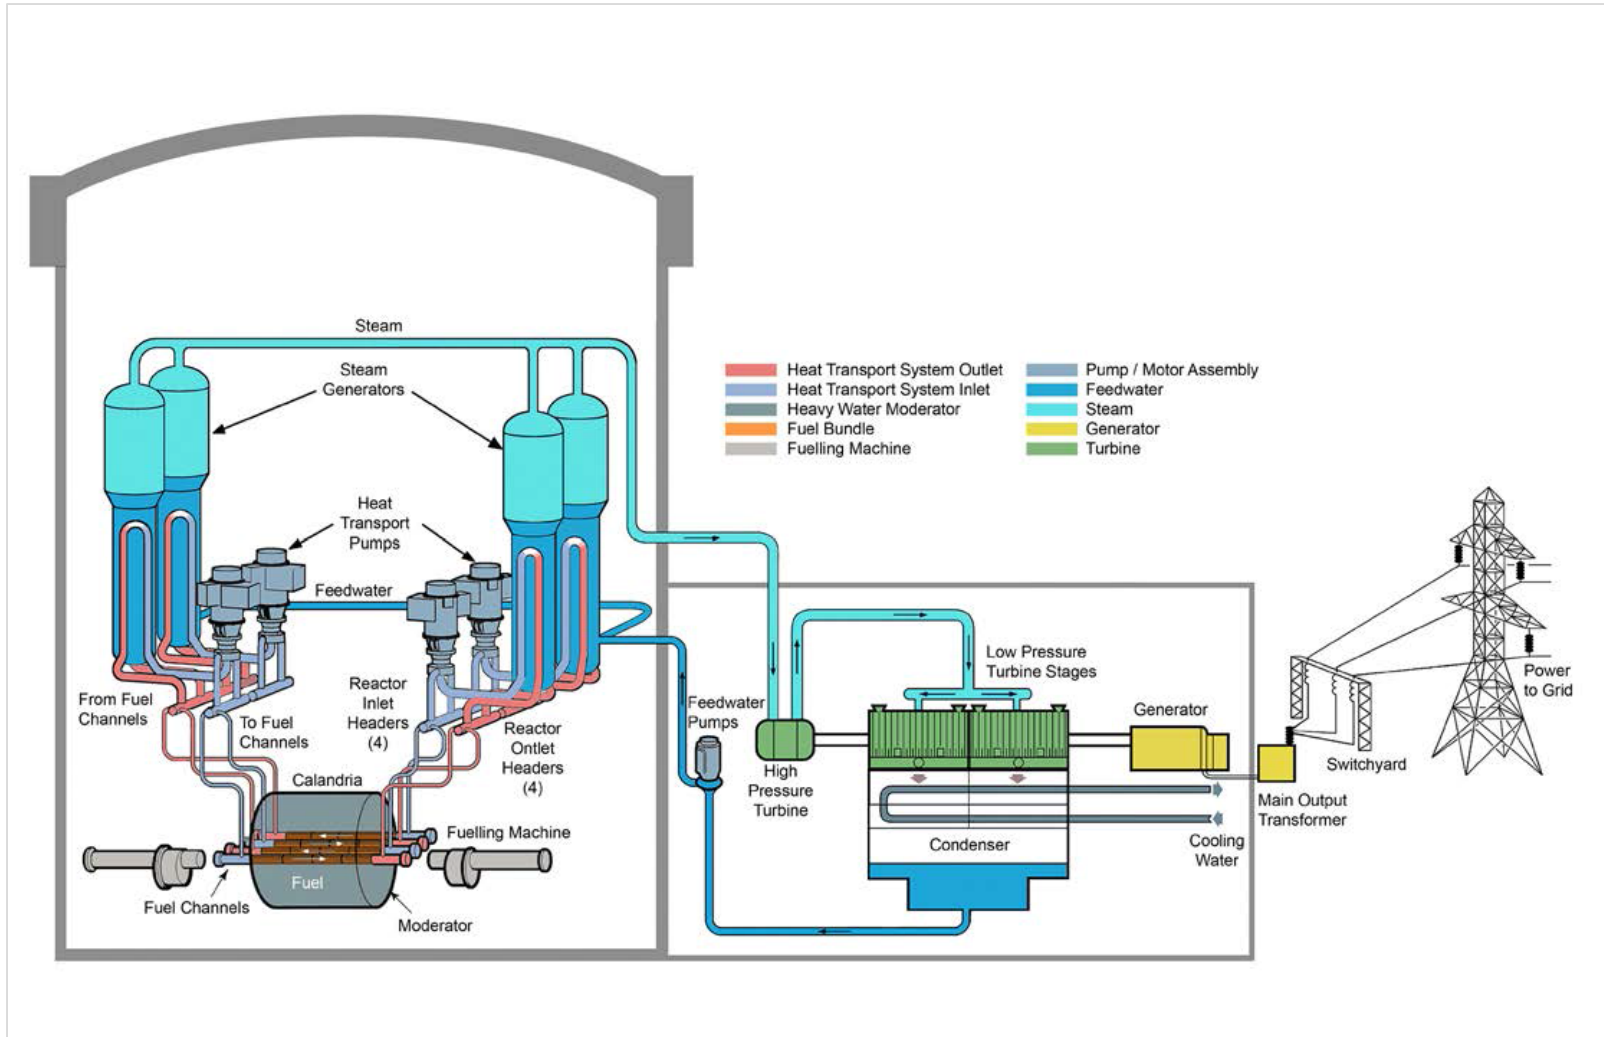 Steam
Steam
Generators
Heat Transport System Outlet
Heat Transport System Inlet
Heavy Water Moderator
Fuel Bundle
Fuelling Machine
Pump / Motor Assembly
Feedwater
Steam
Generator
Turbine
Heat
Transport
Pumps
Feedwater
From Fuel
Channels
To Fuel
Channels
Reactor
Inlet
Headers
(4)
Reactor
Ontlet
Headers
(4)
Calandria
Fuelling Machine
Fuel
Fuel Channels
Moderator
Feedwater
Pumps
High
Pressure
Turbine
Low Pressure
Turbine Stages
Condenser
Generator
Cooling
Water
Main Output
Transformer
Switchyard
Power
to Grid